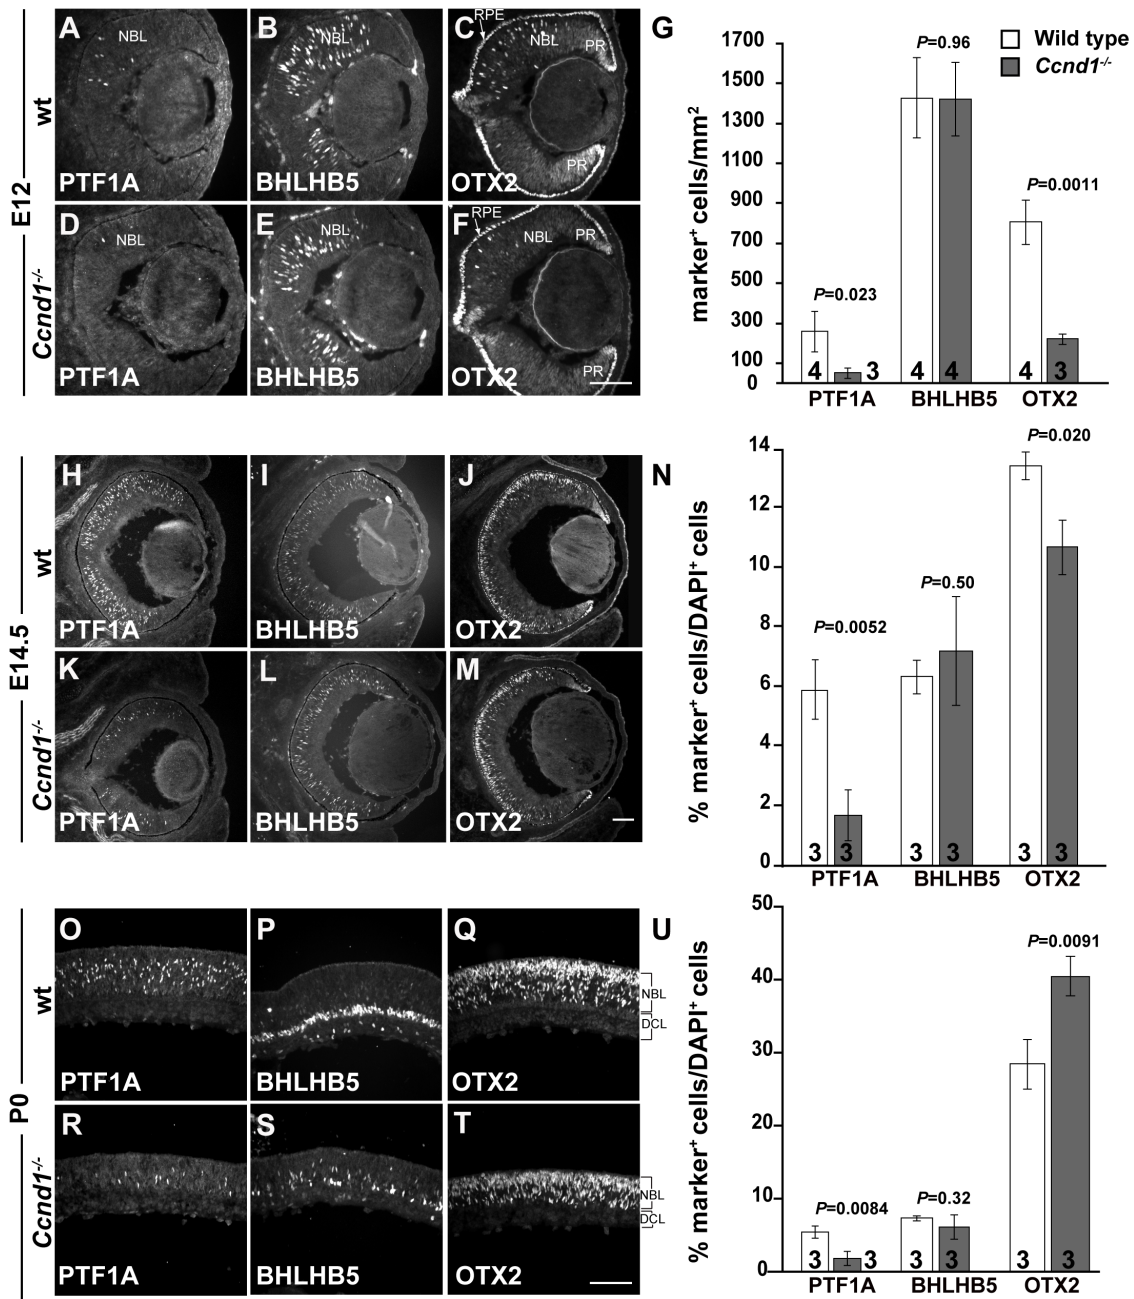 A
NBL
PTF1A
B
NBL
BHLHB5
C
RPE
NBL
PR
PR
OTX2
wt
E12
D
NBL
PTF1A
E
NBL
BHLHB5
F
RPE
NBL
PR
PR
OTX2
Ccnd1-/-
G
Wild type
Ccnd1-/-
marker+ cells/mm2
1700
1500
1300
1100
900
700
500
300
100
0
P=0.023
P=0.96
P=0.0011
4 3 4 4 4 3
PTF1A BHLHB5 OTX2
H
PTF1A
I
BHLHB5
J
OTX2
wt
E14.5
K
PTF1A
L
BHLHB5
M
OTX2
Ccnd1-/-
N
% marker+ cells/DAPI+ cells
14
12
10
8
6
4
2
0
P=0.0052
P=0.50
P=0.020
3 3 3 3 3 3
PTF1A BHLHB5 OTX2
O
PTF1A
P
BHLHB5
Q
NBL
DCL
OTX2
wt
P0
R
PTF1A
S
BHLHB5
T
NBL
DCL
OTX2
Ccnd1-/-
U
% marker+ cells/DAPI+ cells
50
40
30
20
10
0
P=0.0084
P=0.32
P=0.0091
3 3 3 3 3 3
PTF1A BHLHB5 OTX2